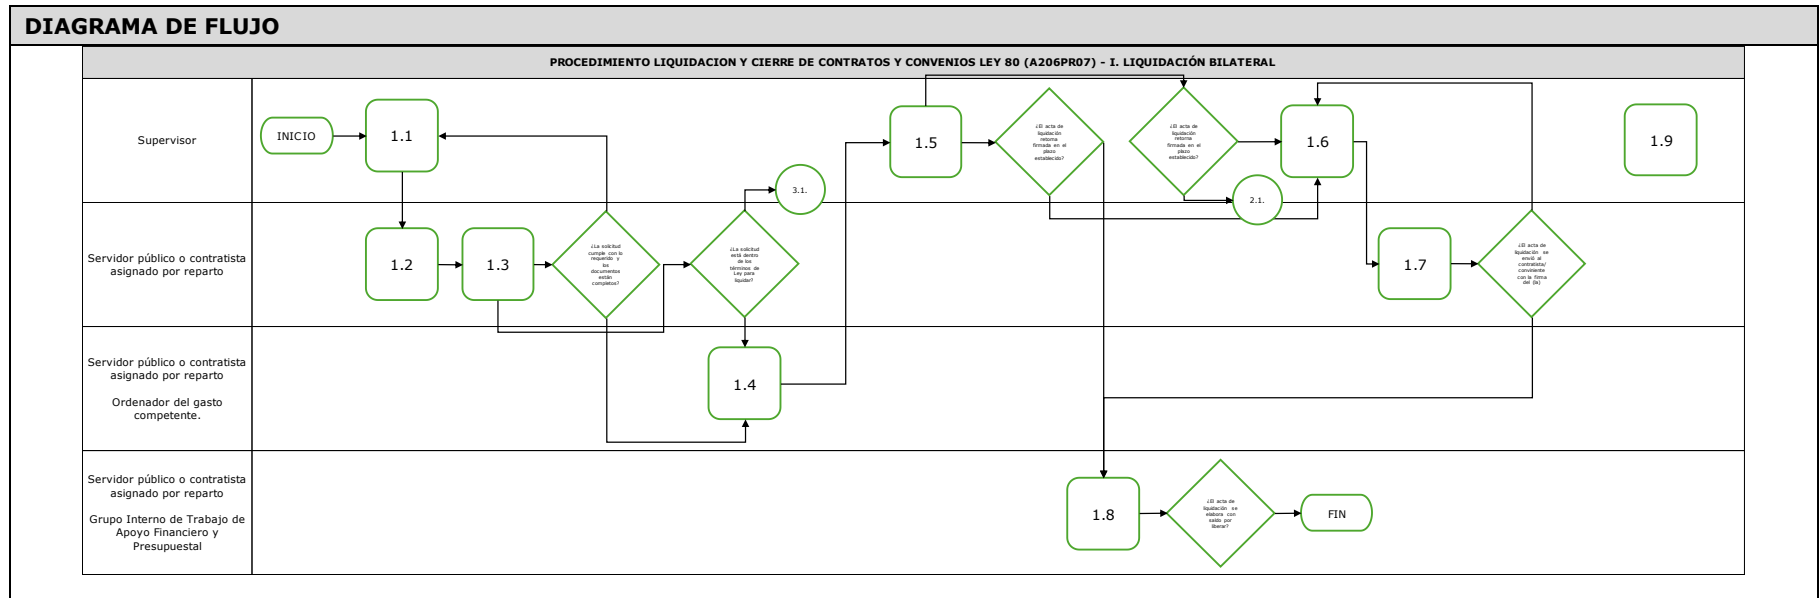 DIAGRAMA DE FLUJO
PROCEDIMIENTO LIQUIDACION Y CIERRE DE CONTRATOS Y CONVENIOS LEY 80 (A206PR07) - I. LIQUIDACIÓN BILATERAL
Supervisor
INICIO
1.1
3.1.
1.5
¿El acta de
liquidación
retorna
firmada en el
plazo
establecido?
¿El acta de
liquidación
retorna
firmada en el
plazo
establecido?
2.1.
1.6
1.9
Servidor público o contratista
asignado por reparto
1.2
1.3
¿La solicitud
cumple con lo
requerido y
los
documentos
están
completos?
¿La solicitud
está dentro
de los
términos de
Ley para
liquidar?
1.7
¿El acta de
liquidación se
envió al
contratista/
conviniente
con la firma
del (la)
Servidor público o contratista
asignado por reparto
Ordenador del gasto
competente.
1.4
Servidor público o contratista
asignado por reparto
Grupo Interno de Trabajo de
Apoyo Financiero y
Presupuestal
1.8
¿El acta de
liquidación se
elabora con
saldo por
liberar?
FIN